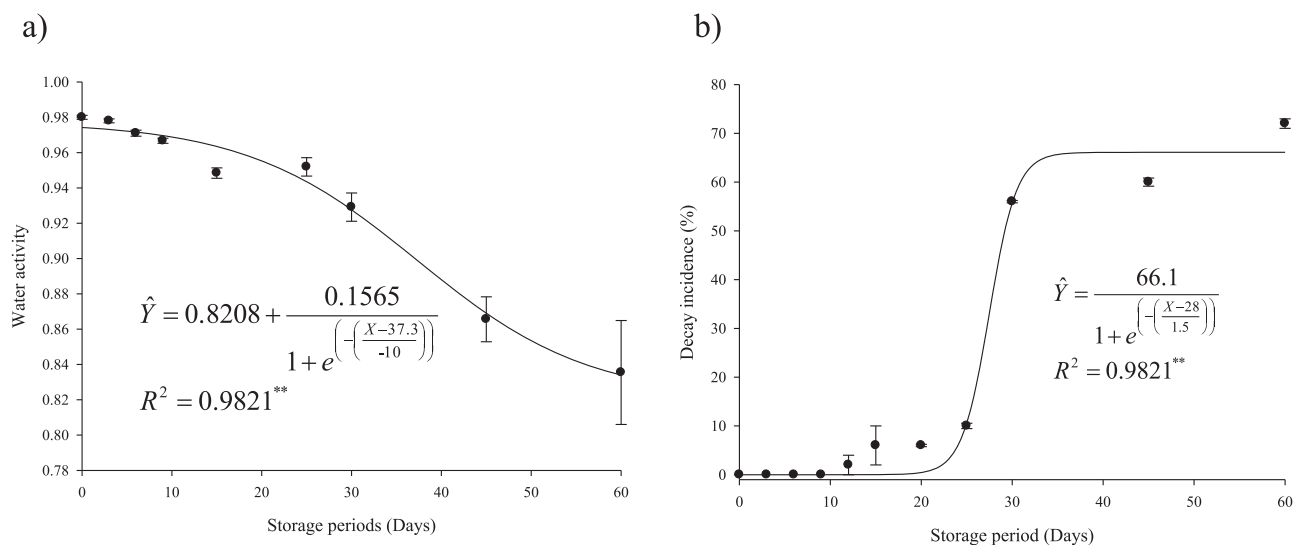 a)
1.00
0.98
0.96
0.94
0.92
0.90
0.88
0.86
0.84
0.82
0.80
0.78
Water activity
Ŷ = 0.8208 + 0.1565 / (1 + e^(-((X−37.3)/-10)))
R² = 0.9821**
0 10 20 30 40 50 60
Storage periods (Days)
b)
80
70
60
50
40
30
20
10
0
Decay incidence (%)
Ŷ = 66.1 / (1 + e^(-((X−28)/1.5)))
R² = 0.9821**
0 10 20 30 40 50 60
Storage period (Days)